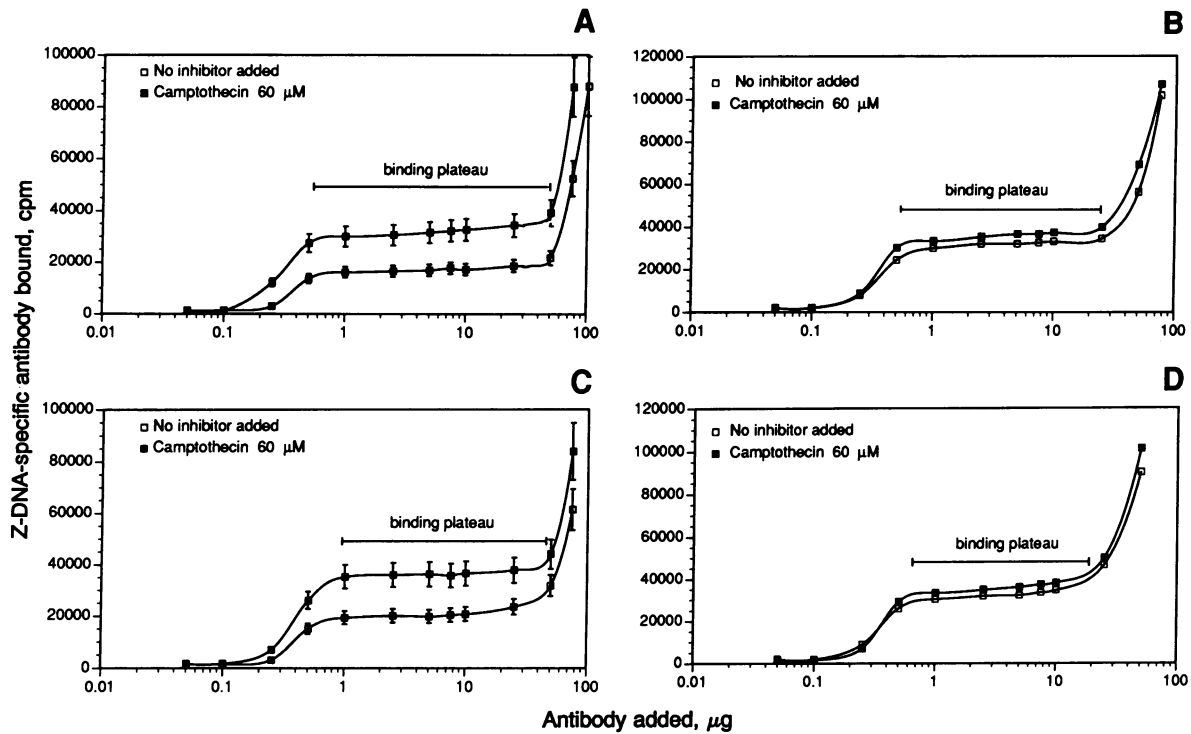 A
100000
80000
60000
40000
20000
0
No inhibitor added
Camptothecin 60 μM
binding plateau
0.01 0.1 1 10 100
B
120000
100000
80000
60000
40000
20000
0
No inhibitor added
Camptothecin 60 μM
binding plateau
0.01 0.1 1 10 100
Z-DNA-specific antibody bound, cpm
C
100000
80000
60000
40000
20000
0
No inhibitor added
Camptothecin 60 μM
binding plateau
0.01 0.1 1 10 100
D
120000
100000
80000
60000
40000
20000
0
No inhibitor added
Camptothecin 60 μM
binding plateau
0.01 0.1 1 10 100
Antibody added, μg